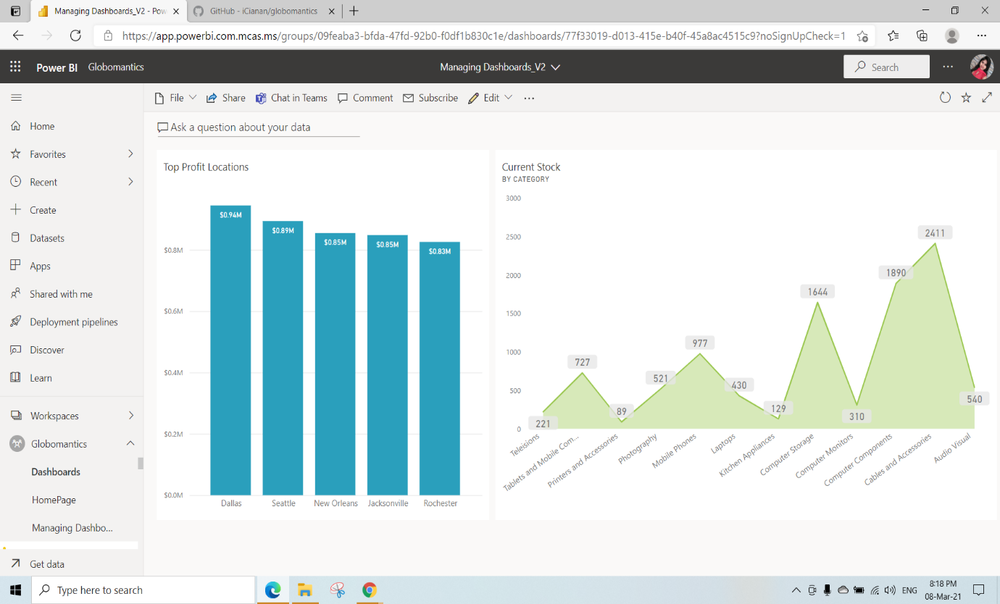 Managing Dashboards_V2 - Pow
GitHub - iCianan/globomantics
https://app.powerbi.com.mcas.ms/groups/09feaba3-bfda-47fd-92b0-f0df1b830c1e/dashboards/77f33019-d013-415e-b40f-45a8ac4515c9?noSignUpCheck=1
Power BI Globomantics
Managing Dashboards_V2
Search
File
Share
Chat in Teams
Comment
Subscribe
Edit
Ask a question about your data
Home
Favorites
Recent
Create
Datasets
Apps
Shared with me
Deployment pipelines
Discover
Learn
Workspaces
Globomantics
Dashboards
HomePage
Managing Dashbo...
Get data
Top Profit Locations
$0.8M
$0.6M
$0.4M
$0.2M
$0.0M
$0.94M
$0.89M
$0.85M
$0.85M
$0.83M
Dallas
Seattle
New Orleans
Jacksonville
Rochester
Current Stock
BY CATEGORY
3000
2500
2000
1500
1000
500
0
221
727
89
521
977
430
129
1644
310
1890
2411
540
Teleisions
Tablets and Mobile Com...
Printers and Accessories
Photography
Mobile Phones
Laptops
Kitchen Appliances
Computer Storage
Computer Monitors
Computer Components
Cables and Accessories
Audio Visual
Type here to search
ENG
8:18 PM
08-Mar-21